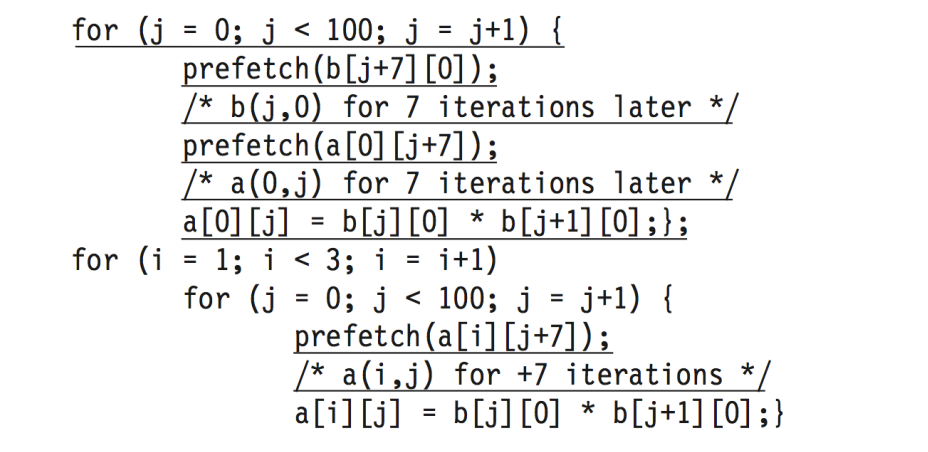 for (j = 0; j < 100; j = j+1) {
prefetch(b[j+7][0]);
/* b(j,0) for 7 iterations later */
prefetch(a[0][j+7]);
/* a(0,j) for 7 iterations later */
a[0][j] = b[j][0] * b[j+1][0];};
for (i = 1; i < 3; i = i+1)
for (j = 0; j < 100; j = j+1) {
prefetch(a[i][j+7]);
/* a(i,j) for +7 iterations */
a[i][j] = b[j][0] * b[j+1][0];}